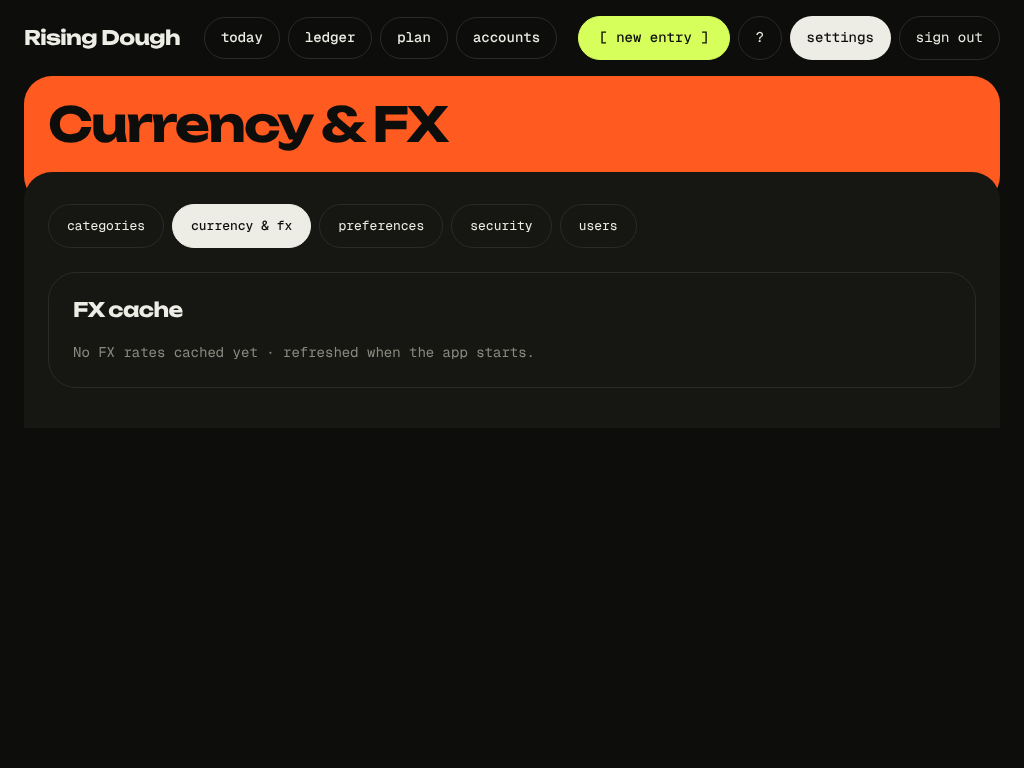 Rising Dough today ledger plan accounts [ new entry ] ? settings sign out
Currency & FX
categories currency & fx preferences security users
FX cache
No FX rates cached yet · refreshed when the app starts.